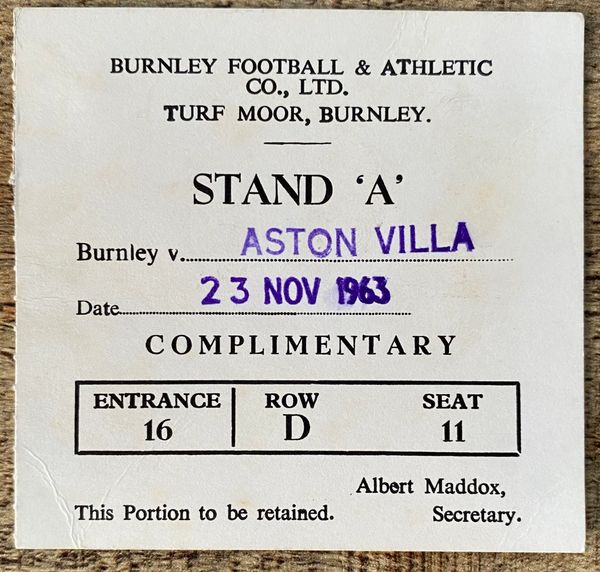 BURNLEY FOOTBALL & ATHLETIC
CO., LTD.
TURF MOOR, BURNLEY.
STAND ‘A’
Burnley v. ASTON VILLA
Date 23 NOV 1963
COMPLIMENTARY
ENTRANCE ROW SEAT
16 D 11
Albert Maddox,
This Portion to be retained. Secretary.